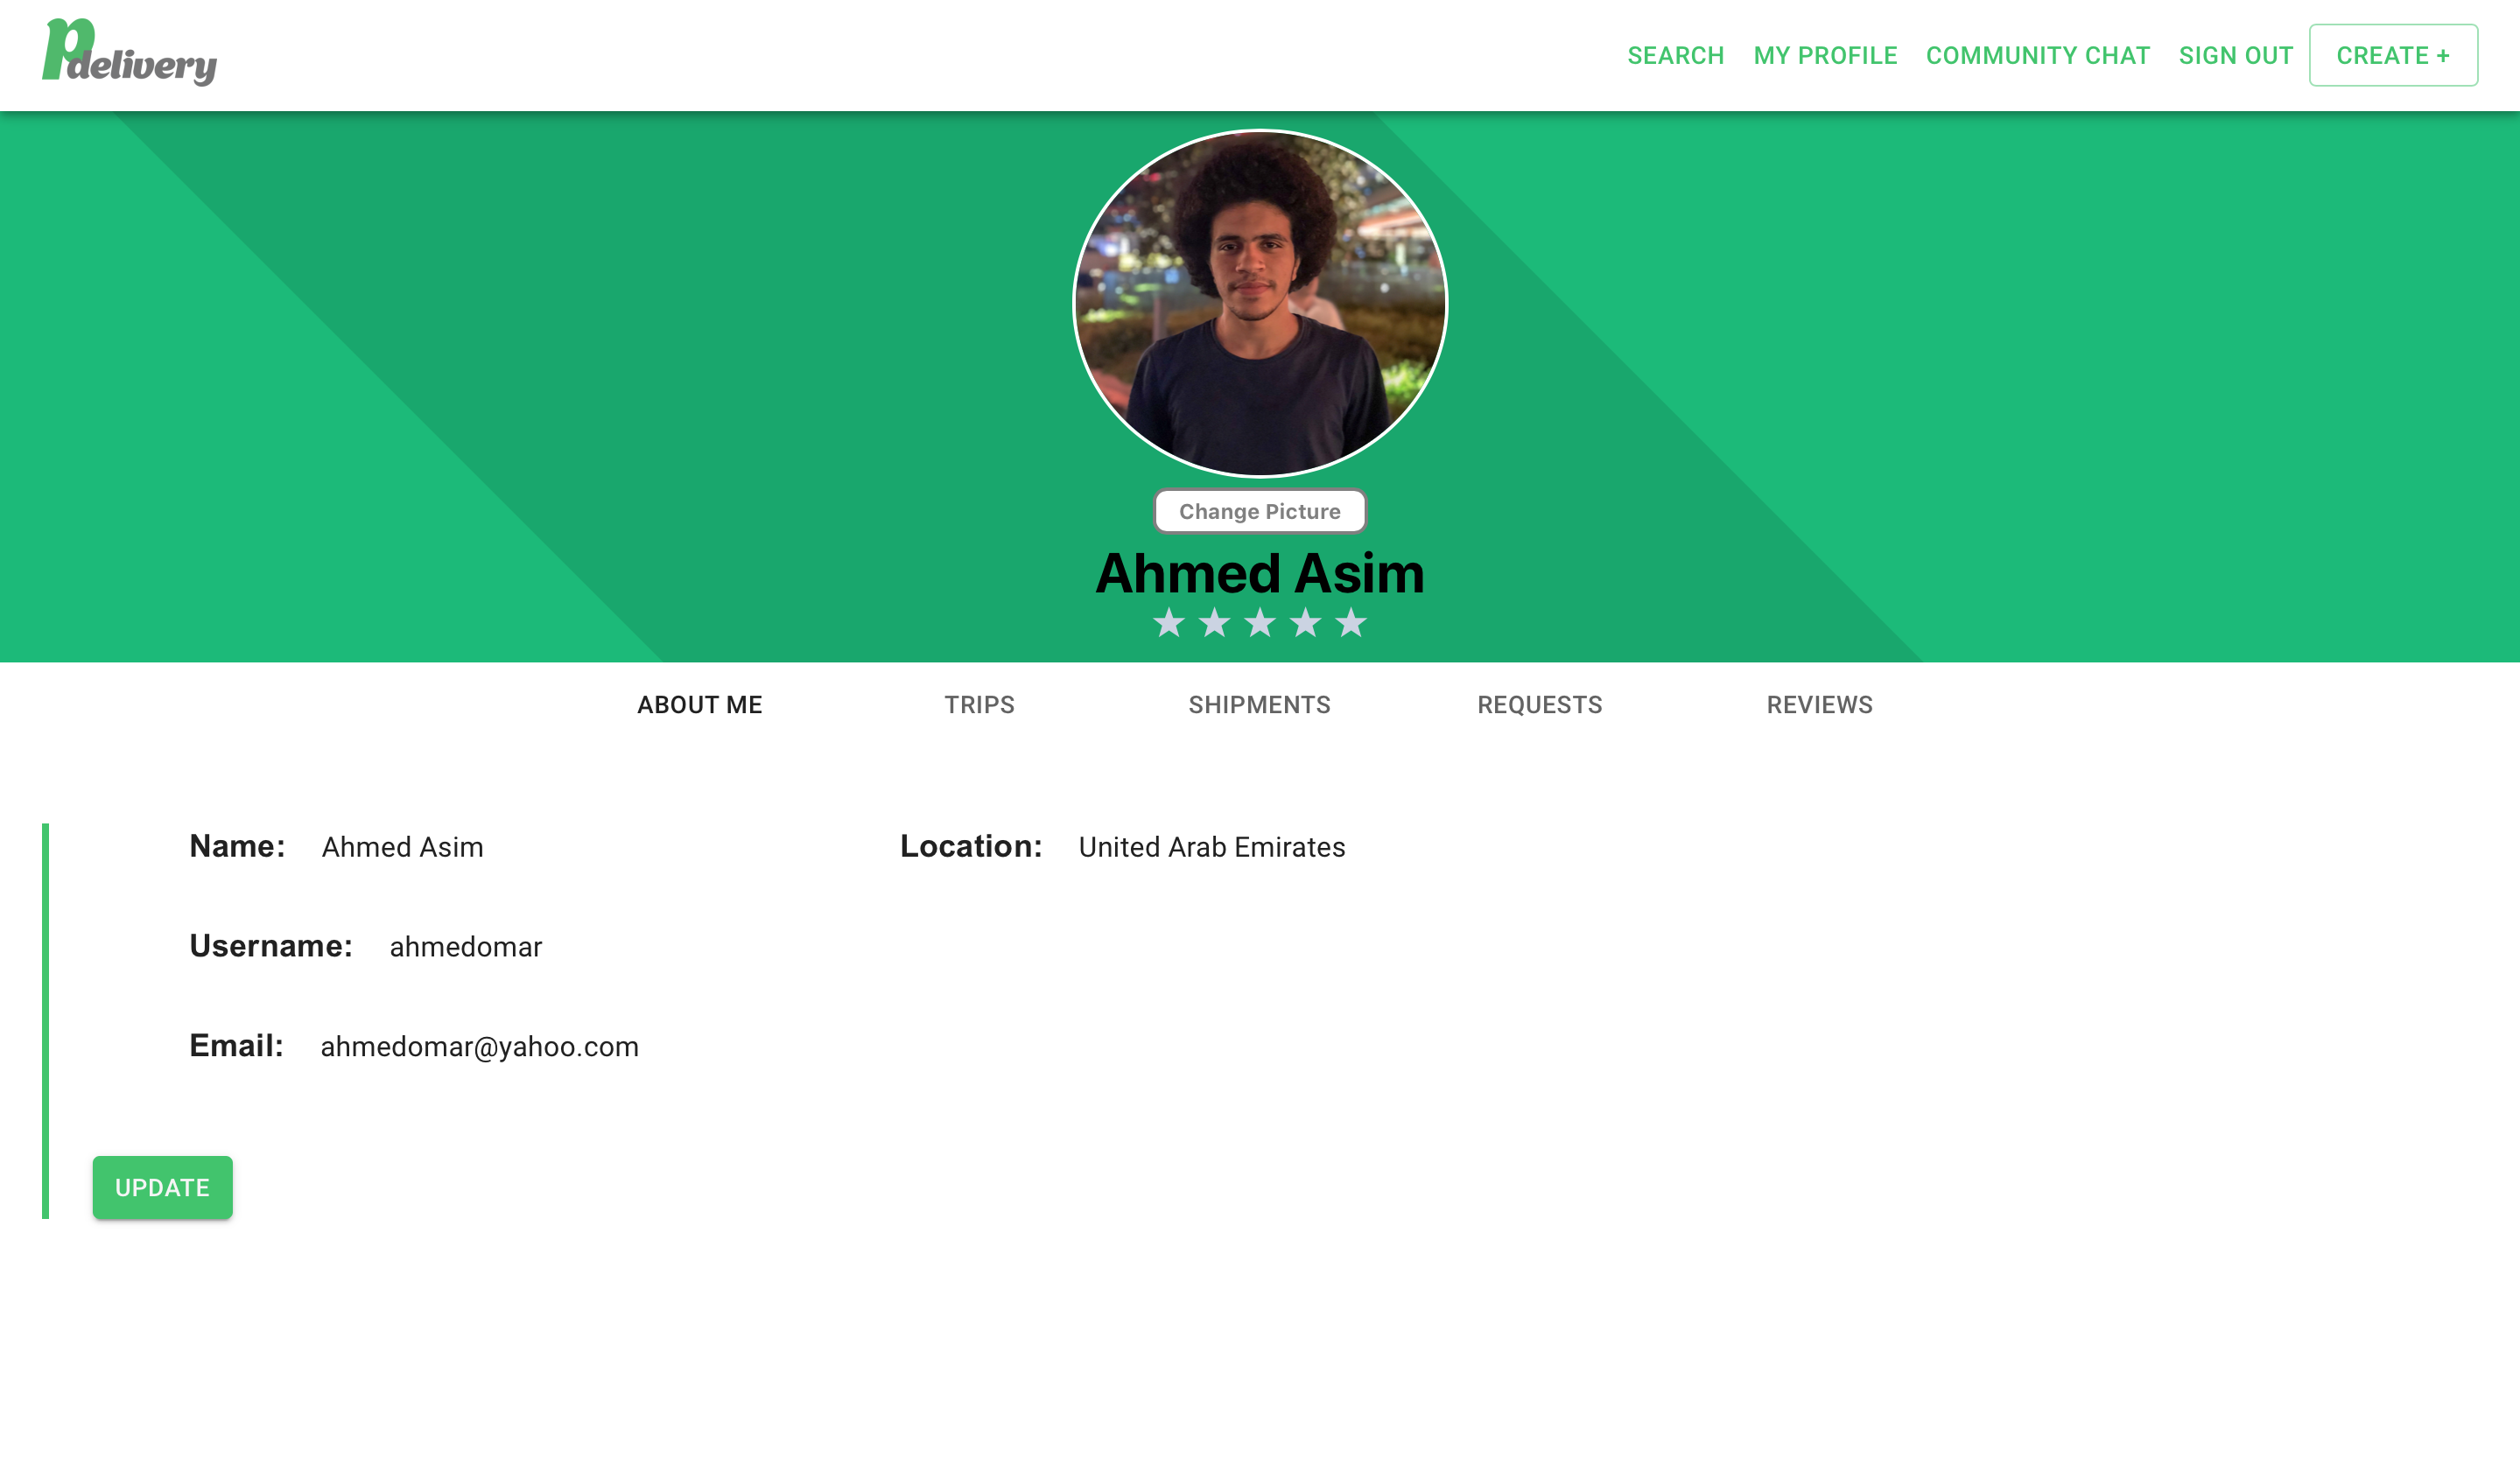 pdelivery
SEARCH MY PROFILE COMMUNITY CHAT SIGN OUT CREATE +
Change Picture
Ahmed Asim
ABOUT ME TRIPS SHIPMENTS REQUESTS REVIEWS
Name: Ahmed Asim Location: United Arab Emirates
Username: ahmedomar
Email: ahmedomar@yahoo.com
UPDATE